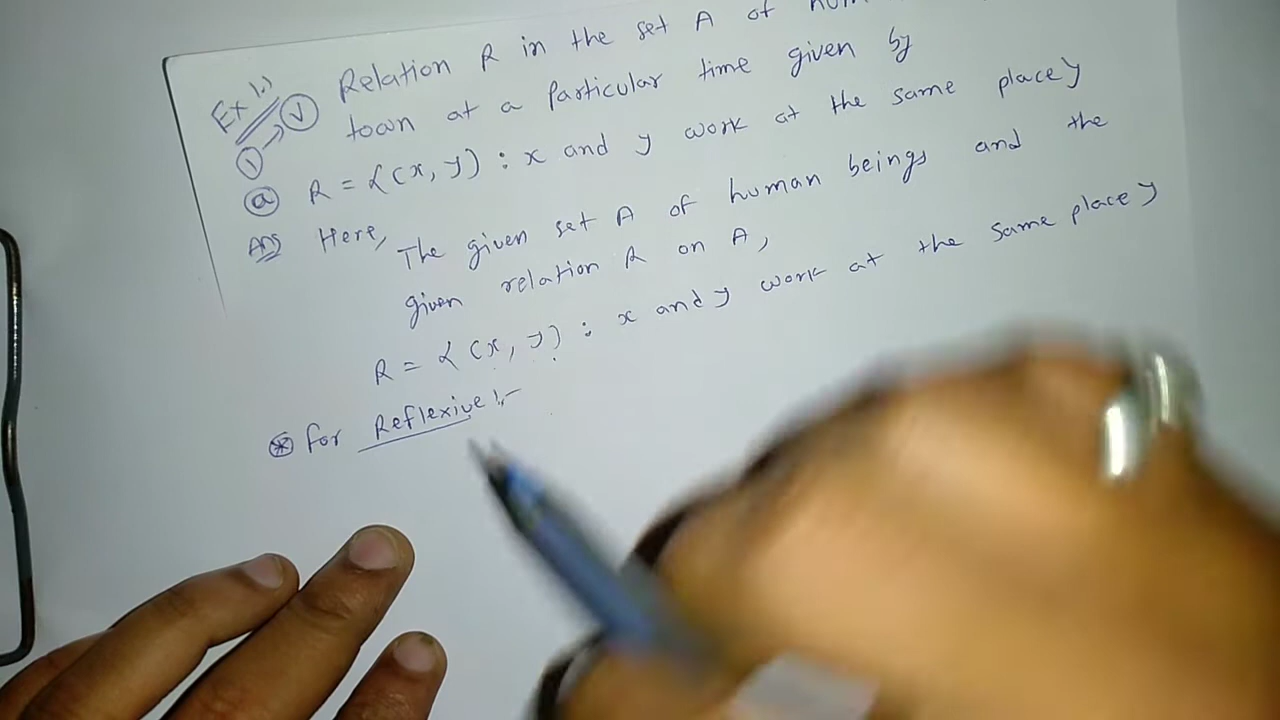 Ex 1.1 Relation R in the set A of
① → ⓥ town at a particular time given by
ⓐ R = {(x, y) : x and y work at the same place}
Ans Here, The given set A of human beings and the
given relation R on A,
R = {(x, y) : x and y work at the same place}
⊛ For Reflexive :-